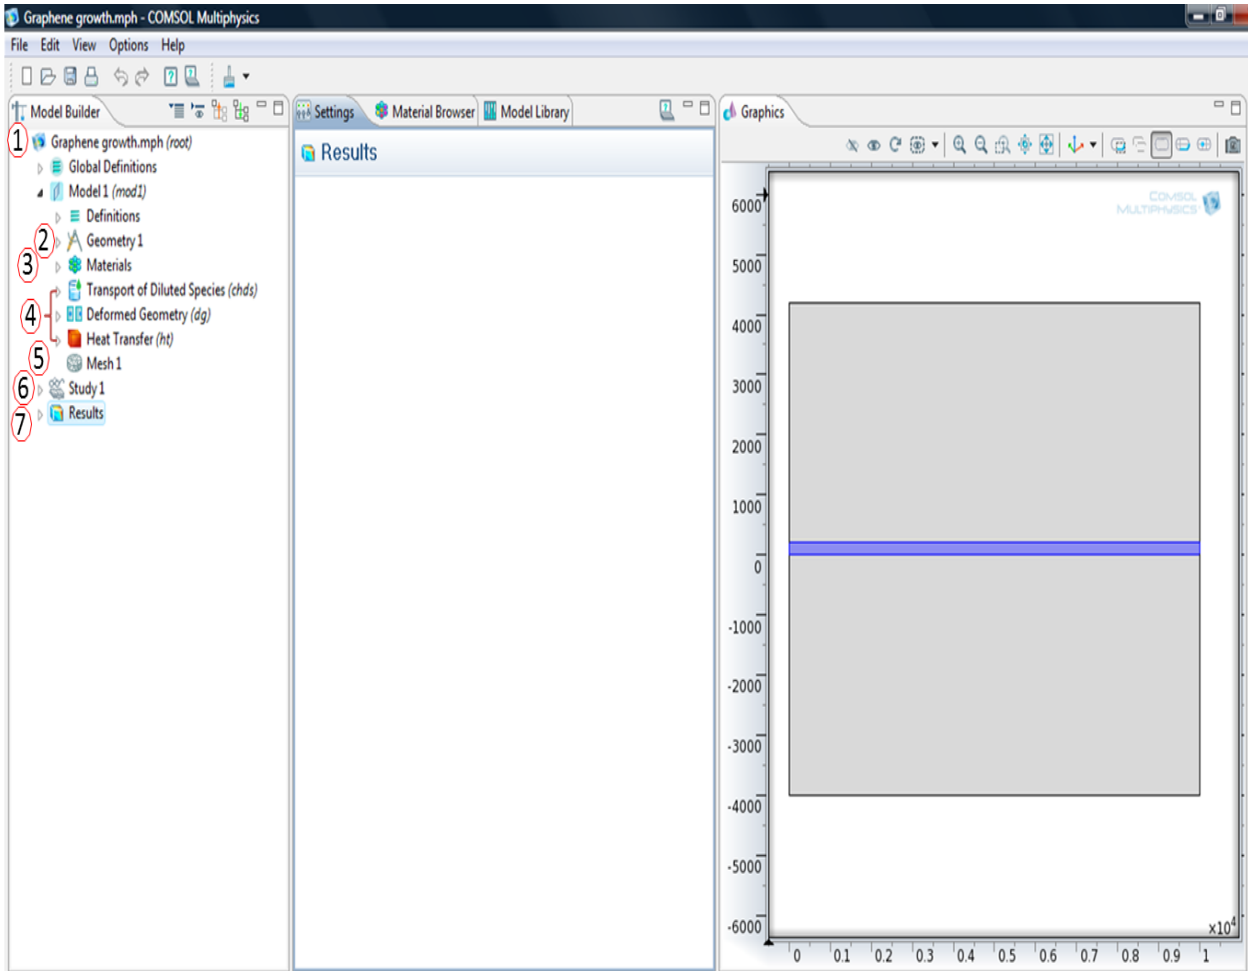 Graphene growth.mph - COMSOL Multiphysics
File Edit View Options Help
Model Builder
1 Graphene growth.mph (root)
Global Definitions
Model 1 (mod1)
Definitions
2 Geometry 1
3 Materials
Transport of Diluted Species (chds)
4 Deformed Geometry (dg)
Heat Transfer (ht)
5 Mesh 1
6 Study 1
7 Results
Settings Material Browser Model Library
Results
Graphics
COMSOL
MULTIPHYSICS
6000
5000
4000
3000
2000
1000
0
-1000
-2000
-3000
-4000
-5000
-6000
×10^4
0 0.1 0.2 0.3 0.4 0.5 0.6 0.7 0.8 0.9 1